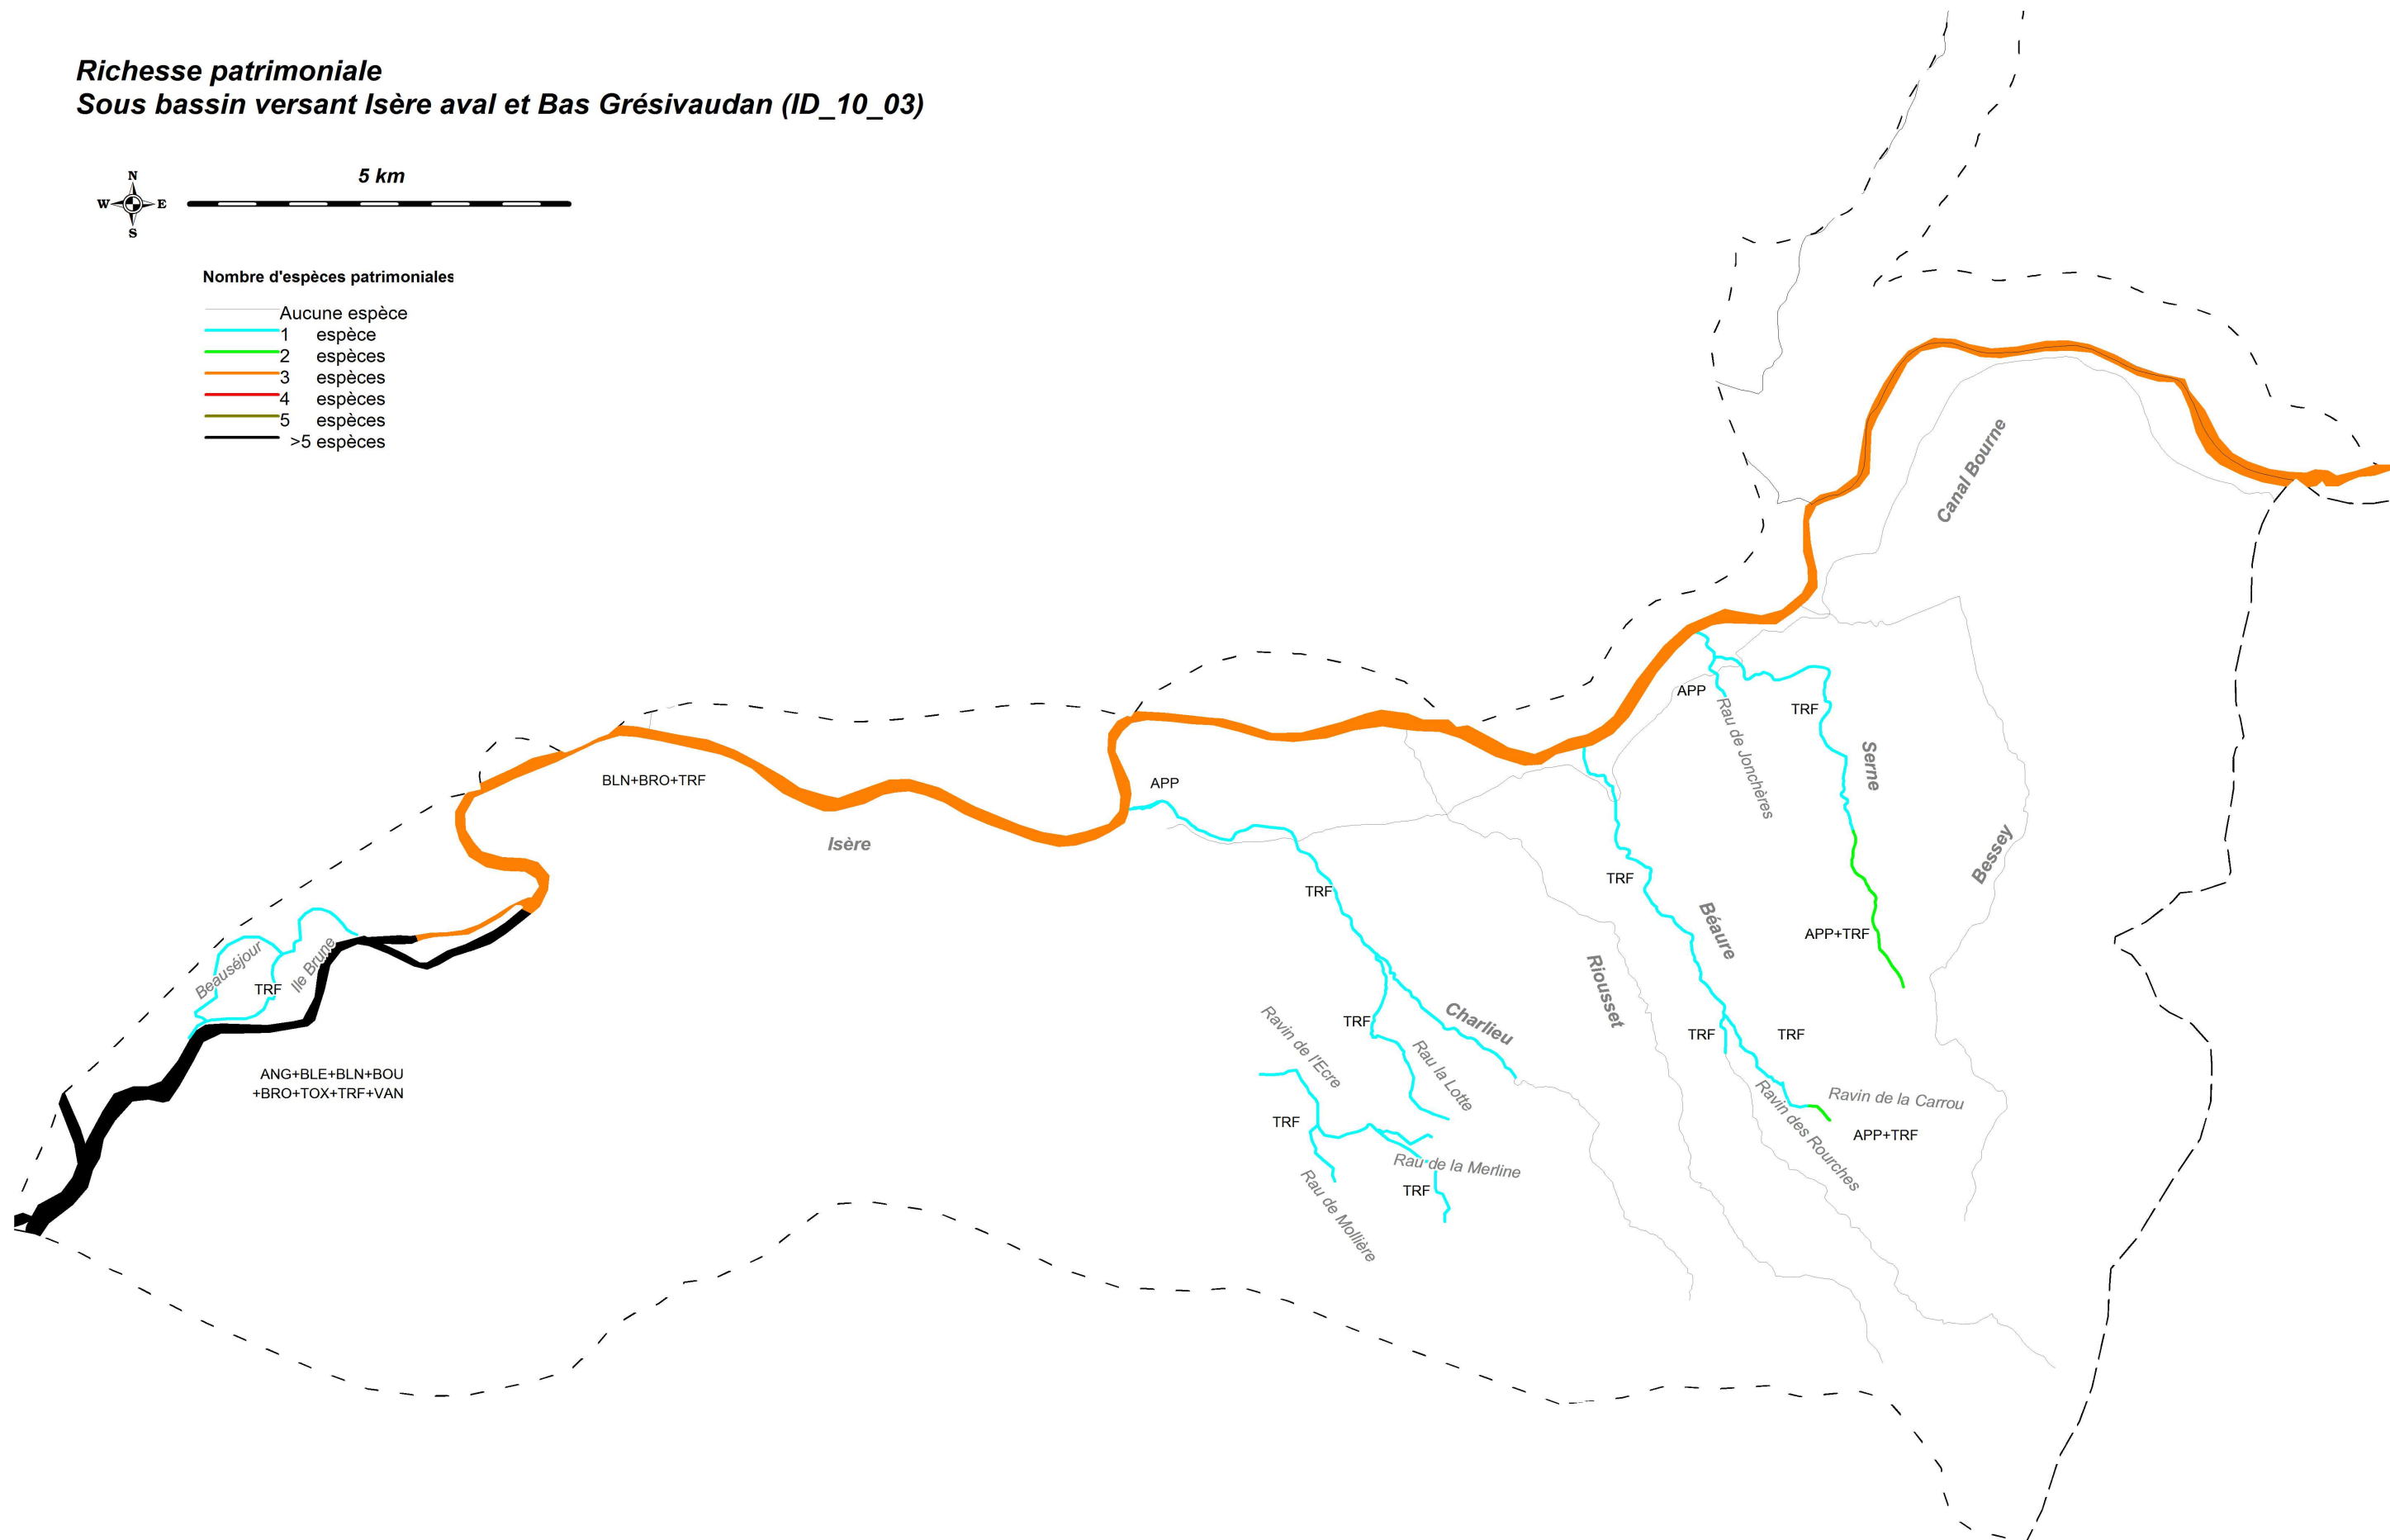 Richesse patrimoniale
Sous bassin versant Isère aval et Bas Grésivaudan (ID_10_03)
N
W E
S
5 km
Nombre d'espèces patrimoniales
Aucune espèce
1 espèce
2 espèces
3 espèces
4 espèces
5 espèces
>5 espèces
Canal Bourne
APP
Rau de Jonchères
TRF
Serne
BLN+BRO+TRF
APP
Isère
Bessey
TRF
TRF
Béaure
APP+TRF
Beauséjour
Ile Brune
TRF
Riousset
Charlieu
TRF
Ravin de l'Ecre
Rau la Lotte
TRF
TRF
ANG+BLE+BLN+BOU
+BRO+TOX+TRF+VAN
Ravin des Rourches
Ravin de la Carrou
APP+TRF
TRF
Rau de la Merline
TRF
Rau de Mollière